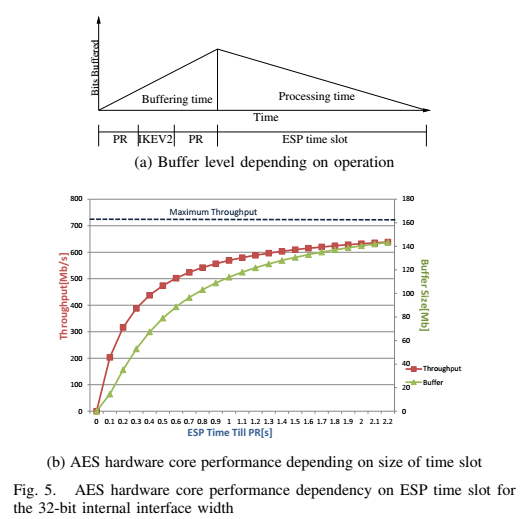 Bits Buffered
Buffering time
Processing time
Time
PR IKEV2 PR ESP time slot
(a) Buffer level depending on operation
800 180
700 160
600 140
500 120
400 100
300 80
200 60
100 40
0 20
0
Maximum Throughput
Throughput[Mb/s]
Buffer Size[Mb]
Throughput
Buffer
0 0.1 0.2 0.3 0.4 0.5 0.6 0.7 0.8 0.9 1 1.1 1.2 1.3 1.4 1.5 1.6 1.7 1.8 1.9 2 2.1 2.2
ESP Time Till PR[s]
(b) AES hardware core performance depending on size of time slot
Fig. 5. AES hardware core performance dependency on ESP time slot for
the 32-bit internal interface width